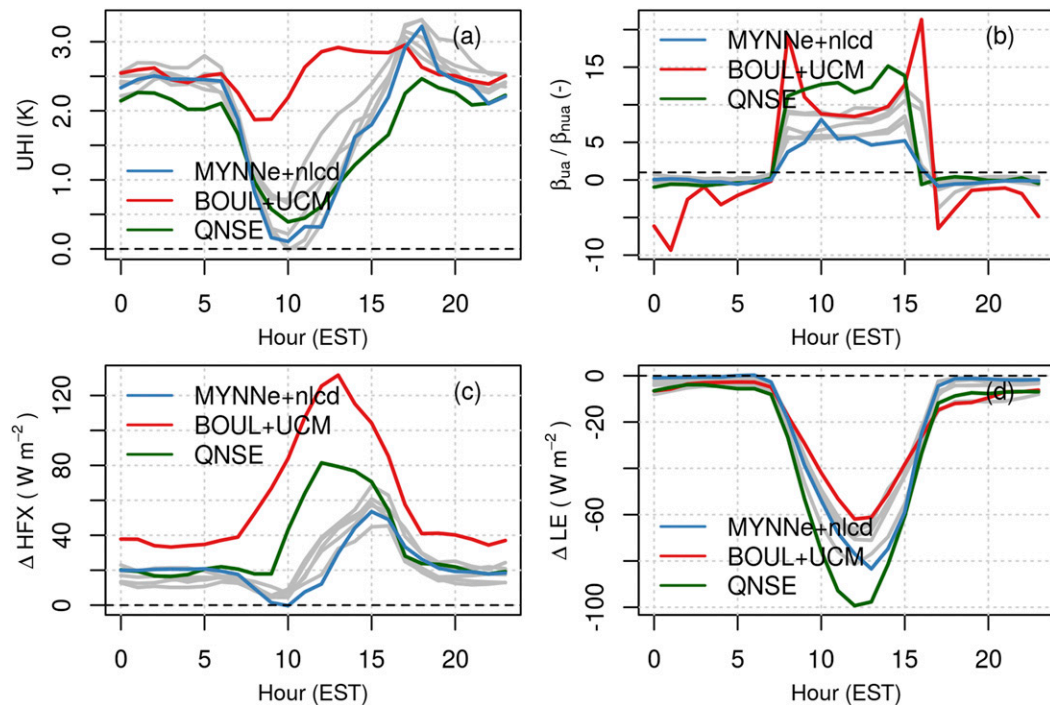 (a)
UHI (K)
3.0
2.0
1.0
0.0
MYNNe+nlcd
BOUL+UCM
QNSE
0 5 10 15 20
Hour (EST)
(b)
βua / βnua (-)
15
5
0
-10
MYNNe+nlcd
BOUL+UCM
QNSE
0 5 10 15 20
Hour (EST)
(c)
Δ HFX ( W m⁻²)
120
80
40
0
MYNNe+nlcd
BOUL+UCM
QNSE
0 5 10 15 20
Hour (EST)
(d)
Δ LE ( W m⁻²)
0
-20
-60
-100
MYNNe+nlcd
BOUL+UCM
QNSE
0 5 10 15 20
Hour (EST)